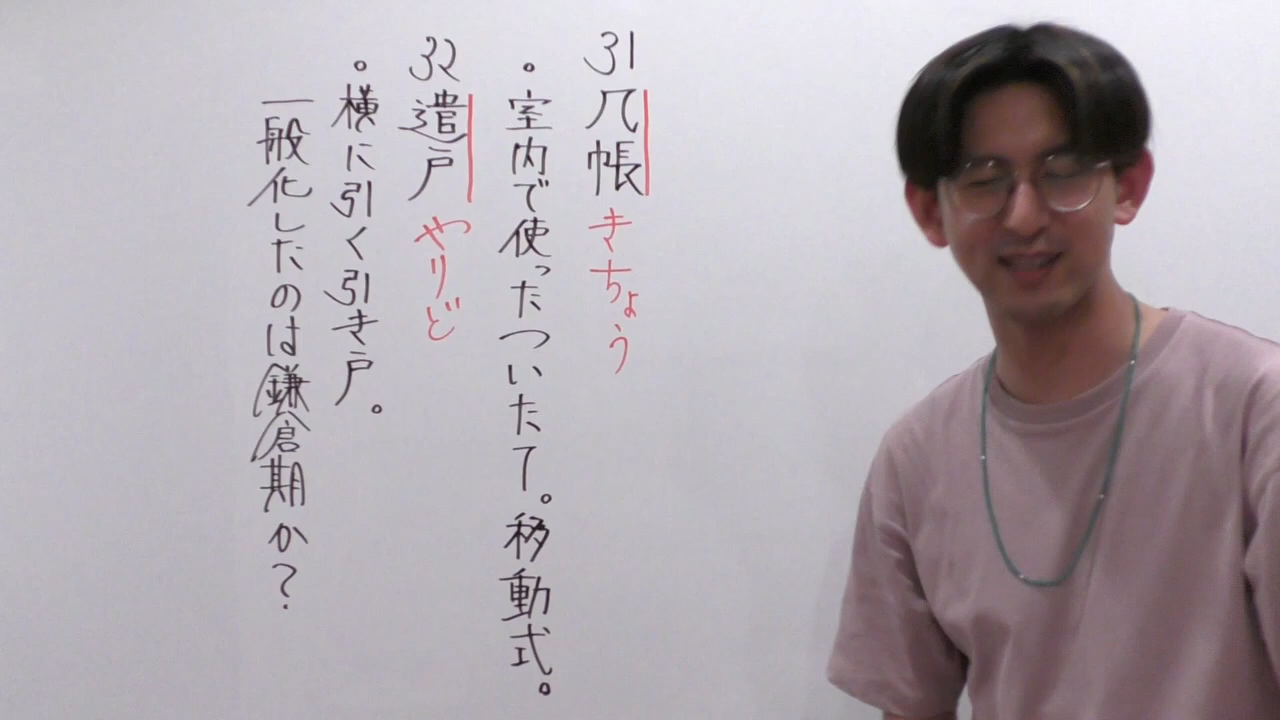 31
几帳 きちょう
。室内で使ったついたて。移動式。
32
遣戸 やりど
。横に引く引き戸。
一般化したのは鎌倉期か?